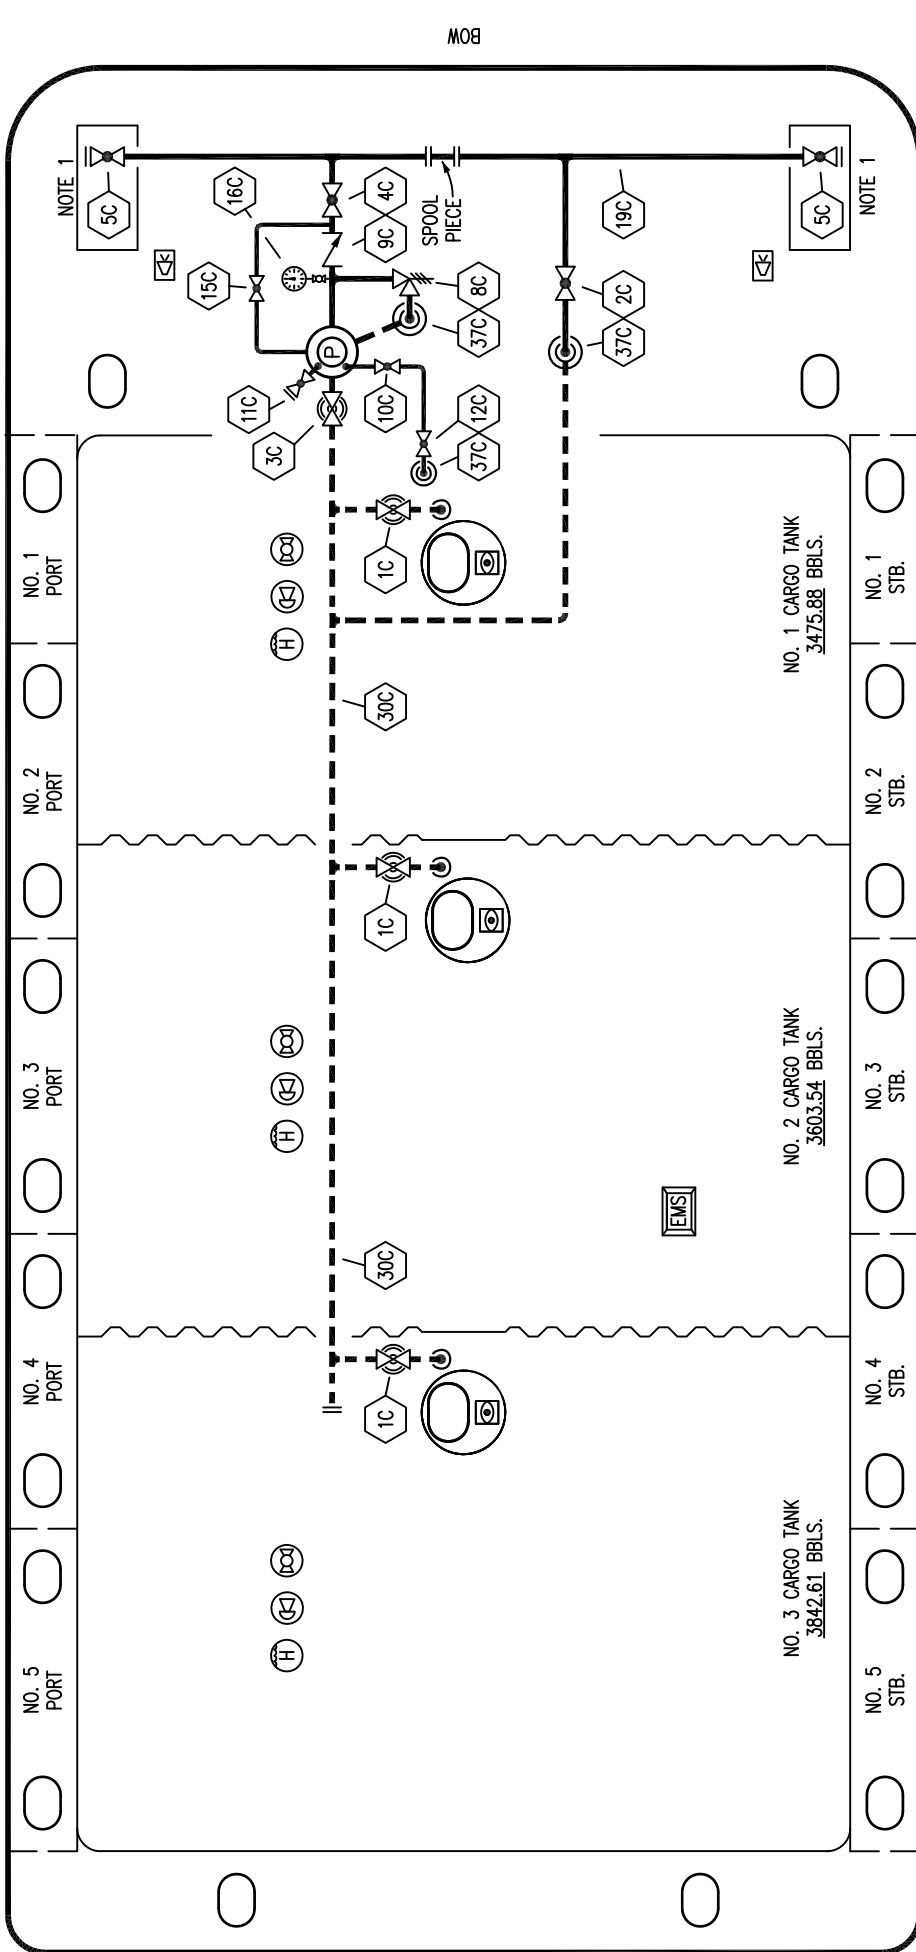 BOW
NOTE 1
5C
16C
4C
9C
SPOOL
PIECE
19C
5C
NOTE 1
15C
8C
37C
2C
37C
11C
3C
P
10C
12C
37C
NO. 1
PORT
1C
H
NO. 1 CARGO TANK
3475.88 BBLS.
NO. 1
STB.
30C
NO. 2
PORT
NO. 2
STB.
1C
NO. 3
PORT
H
NO. 2 CARGO TANK
3603.54 BBLS.
NO. 3
STB.
EMS
30C
NO. 4
PORT
1C
NO. 4
STB.
NO. 3 CARGO TANK
3842.61 BBLS.
H
NO. 5
PORT
NO. 5
STB.